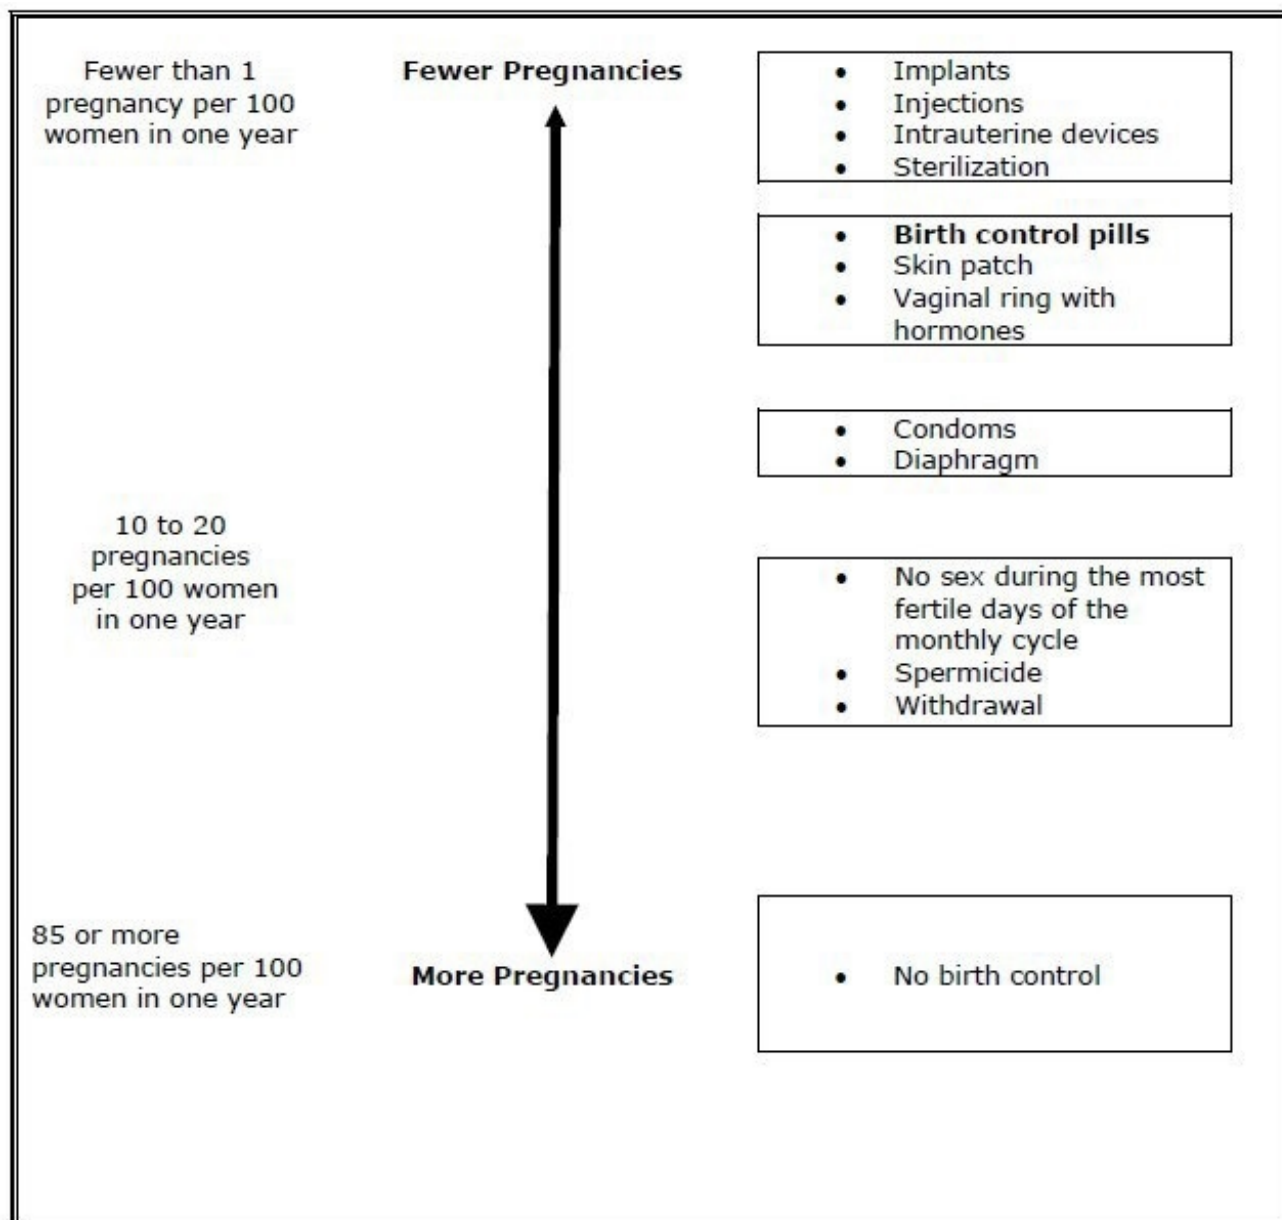 Fewer than 1
pregnancy per 100
women in one year
Fewer Pregnancies
• Implants
• Injections
• Intrauterine devices
• Sterilization
• Birth control pills
• Skin patch
• Vaginal ring with
hormones
• Condoms
• Diaphragm
10 to 20
pregnancies
per 100 women
in one year
• No sex during the most
fertile days of the
monthly cycle
• Spermicide
• Withdrawal
85 or more
pregnancies per 100
women in one year
More Pregnancies
• No birth control